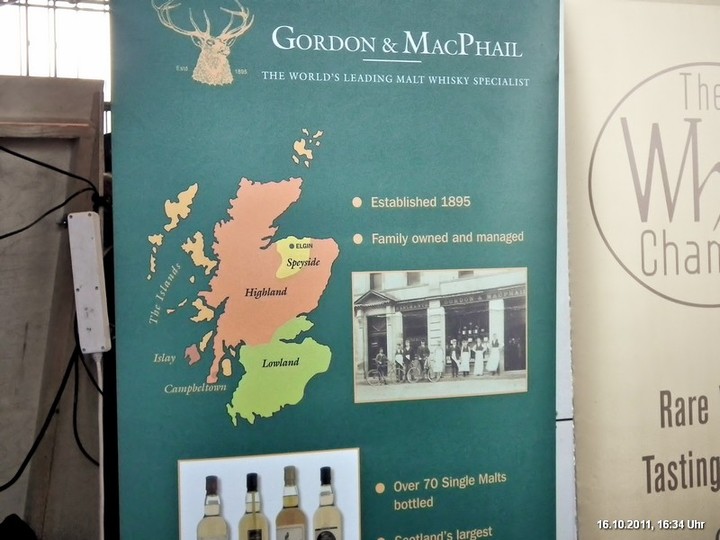 Estd 1895
GORDON & MACPHAIL
THE WORLD'S LEADING MALT WHISKY SPECIALIST
Established 1895
Family owned and managed
ELGIN
Speyside
Highland
The Islands
Lowland
Islay
Campbeltown
Over 70 Single Malts
bottled
Scotland's largest
The
Wh
Chan
Rare
Tasting
16.10.2011, 16:34 Uhr